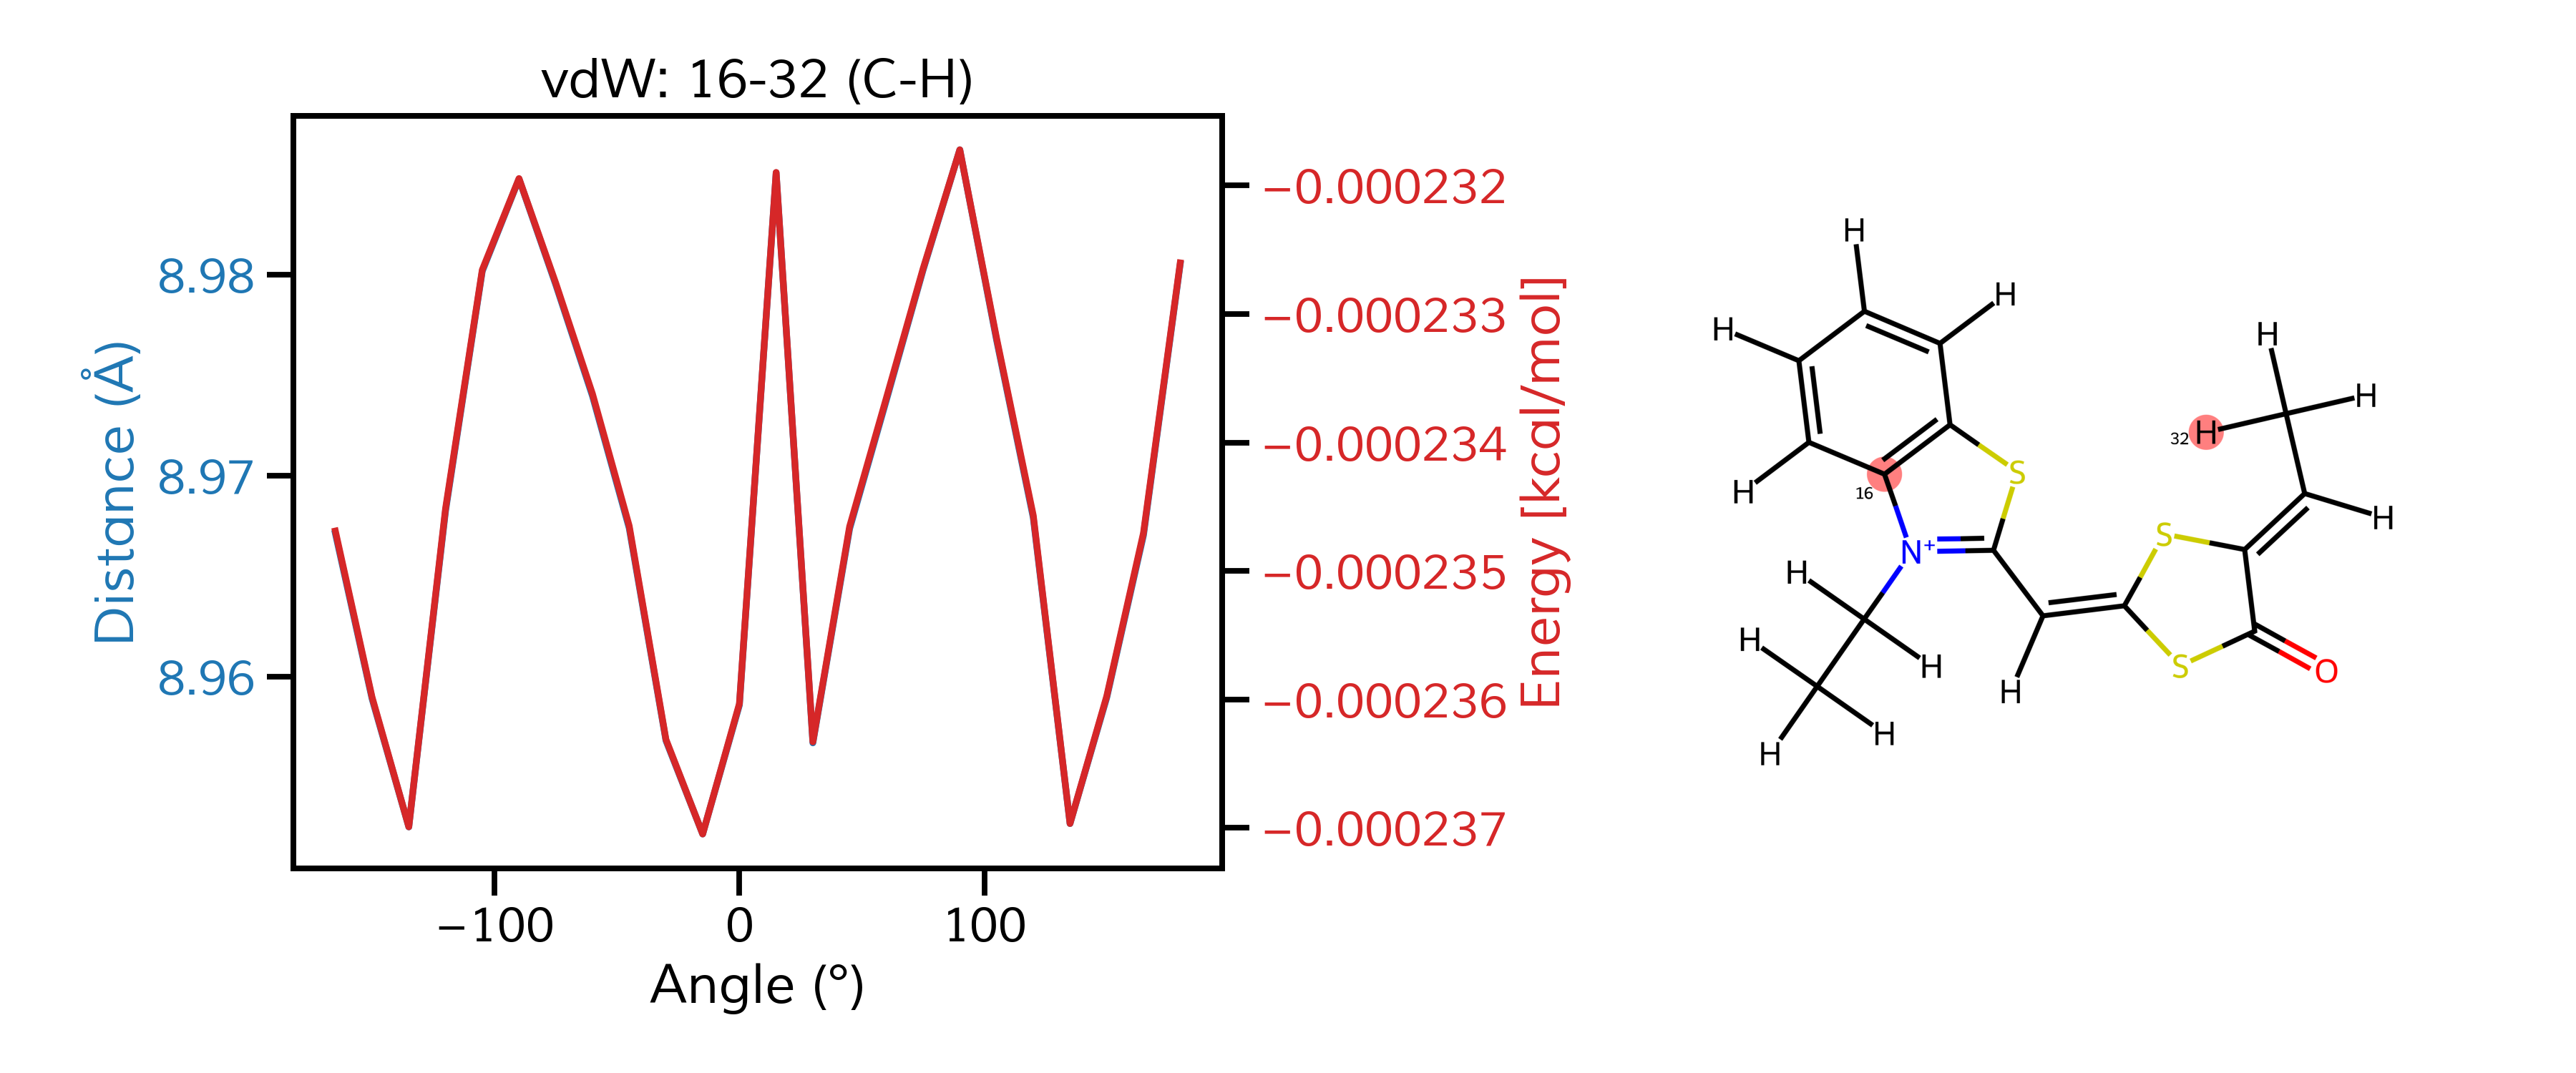 vdW: 16-32 (C-H)
Distance (Å)
8.98
8.97
8.96
−100
0
100
Angle (°)
−0.000232
−0.000233
−0.000234
−0.000235
−0.000236
−0.000237
Energy [kcal/mol]
H
H
H
H
H
32 H
H
S
16
H
S
H
N+
H
H
H
S
O
H
H
H